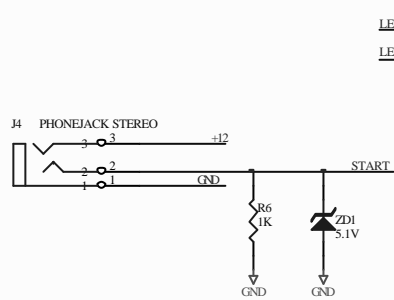 LE
LE
J4 PHONEJACK STEREO
3 3 +12
2 2 START
1 1 GND
R6
1K
ZD1
5.1V
GND GND